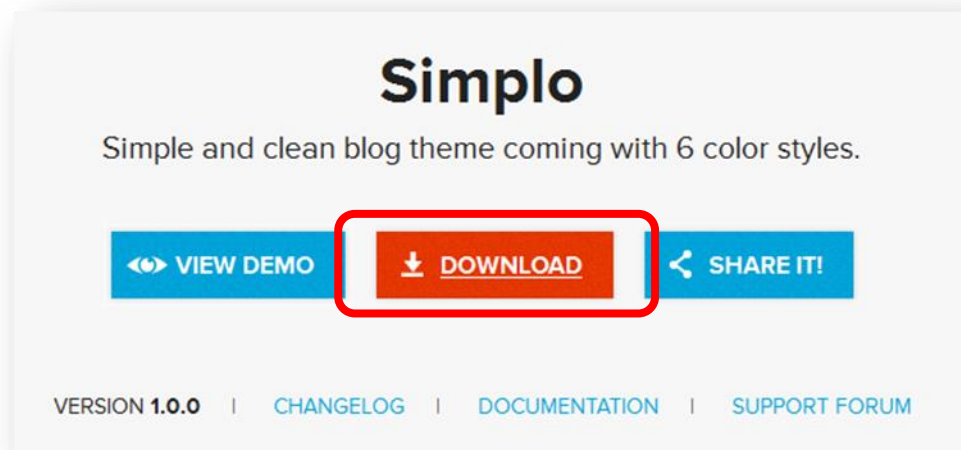 Simplo
Simple and clean blog theme coming with 6 color styles.
VIEW DEMO DOWNLOAD SHARE IT!
VERSION 1.0.0 | CHANGELOG | DOCUMENTATION | SUPPORT FORUM